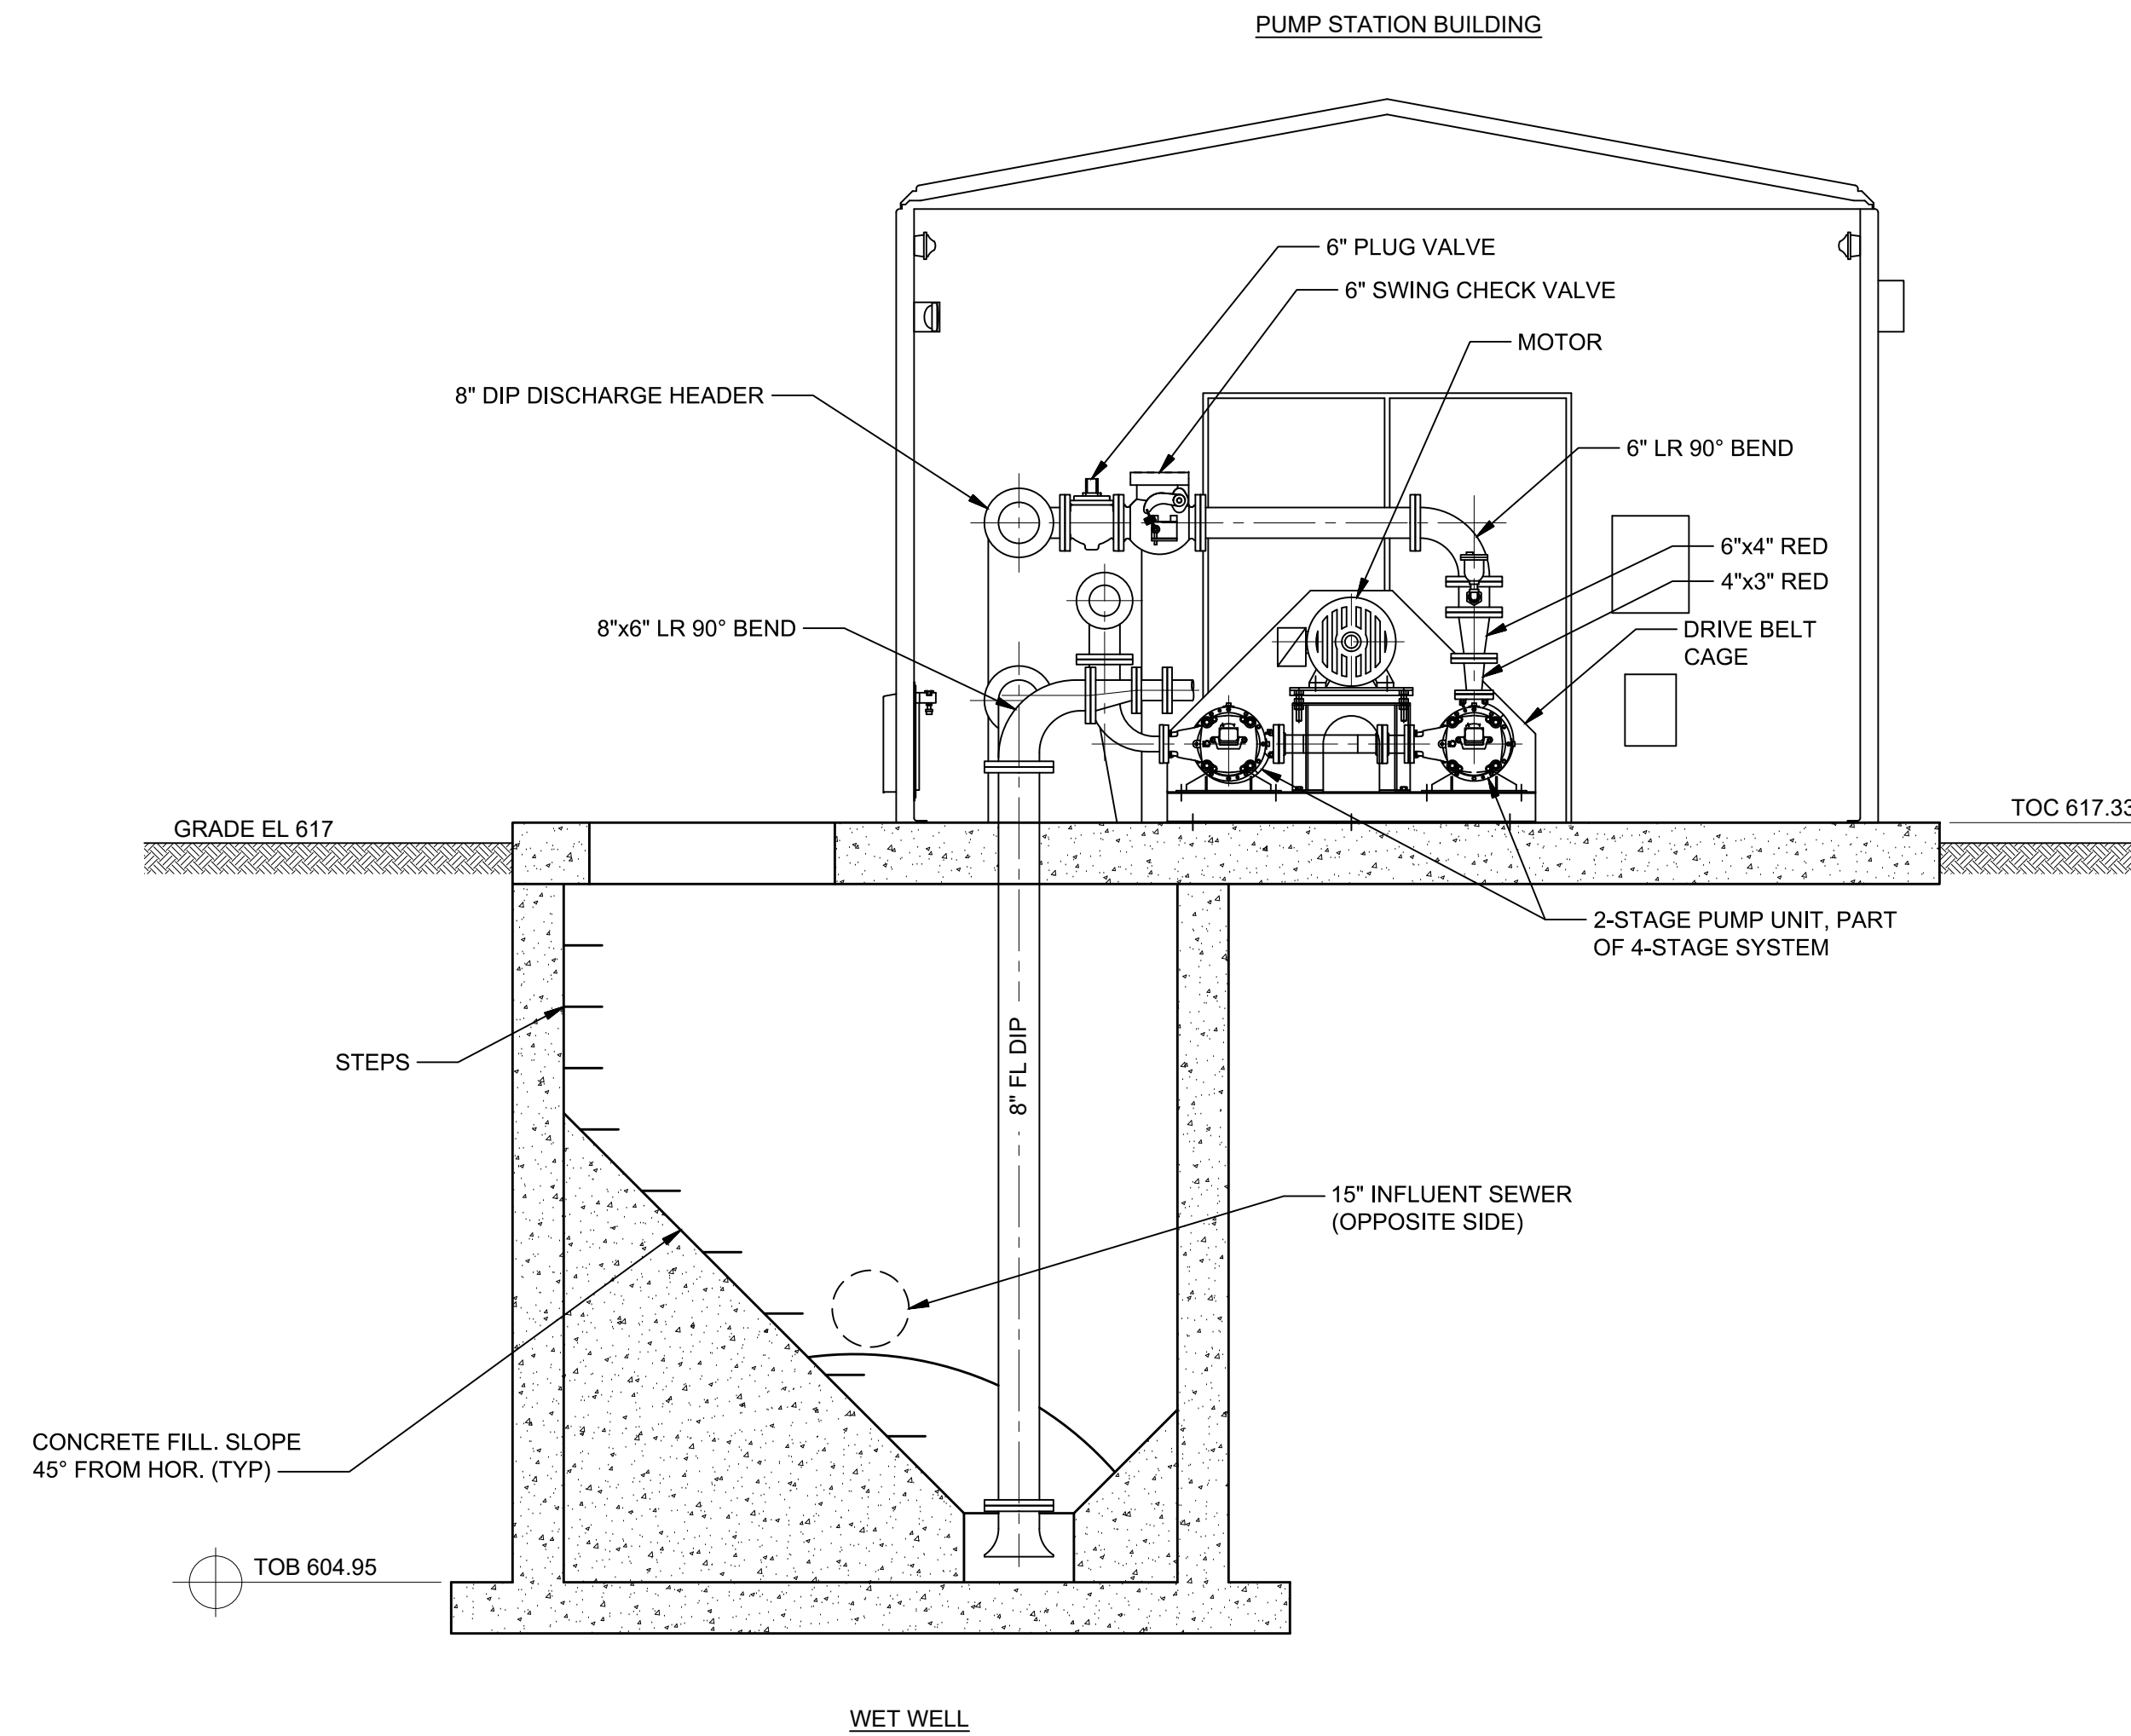 PUMP STATION BUILDING
6" PLUG VALVE
6" SWING CHECK VALVE
MOTOR
8" DIP DISCHARGE HEADER
6" LR 90° BEND
6"x4" RED
4"x3" RED
8"x6" LR 90° BEND
DRIVE BELT
CAGE
GRADE EL 617
TOC 617.33
2-STAGE PUMP UNIT, PART
OF 4-STAGE SYSTEM
STEPS
8" FL DIP
15" INFLUENT SEWER
(OPPOSITE SIDE)
CONCRETE FILL. SLOPE
45° FROM HOR. (TYP)
TOB 604.95
WET WELL